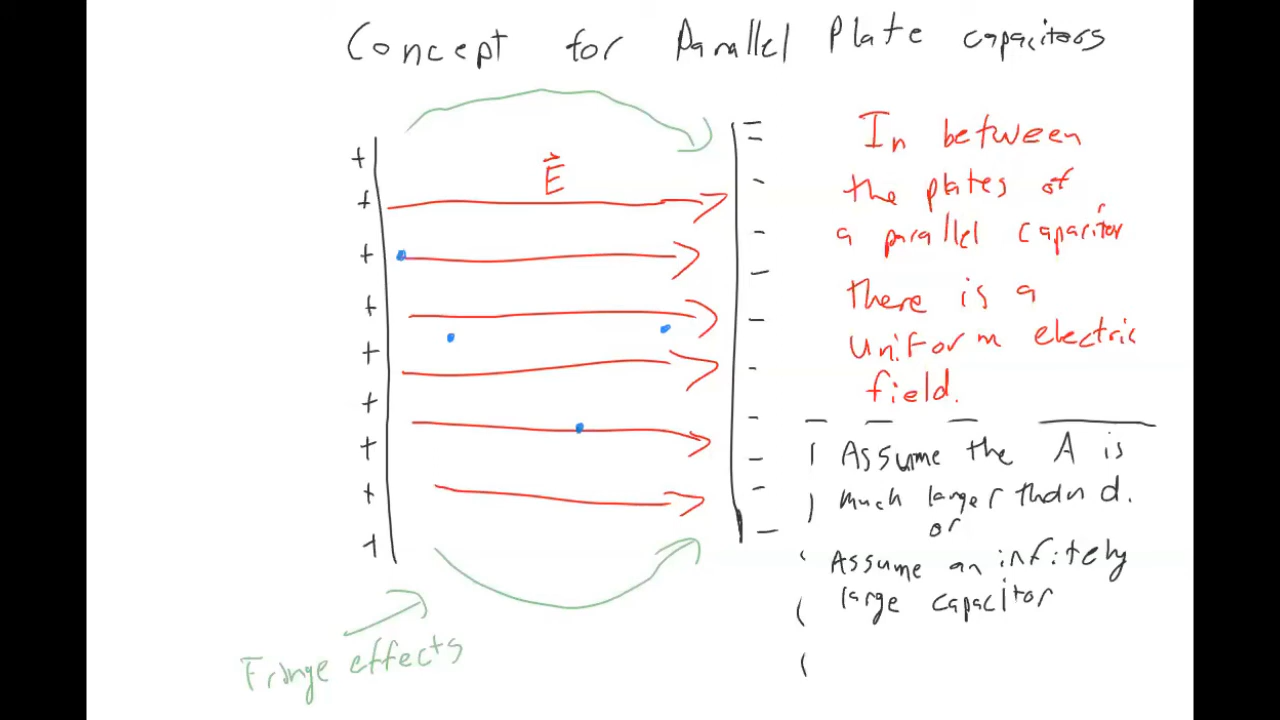 Concept for Parallel Plate capacitors
E
In between
the plates of
a parallel capacitor
there is a
uniform electric
field.
Assume the A is
much larger than d.
or
Assume an infitely
large capacitor
Fringe effects
+
+
+
+
+
+
+
+
+